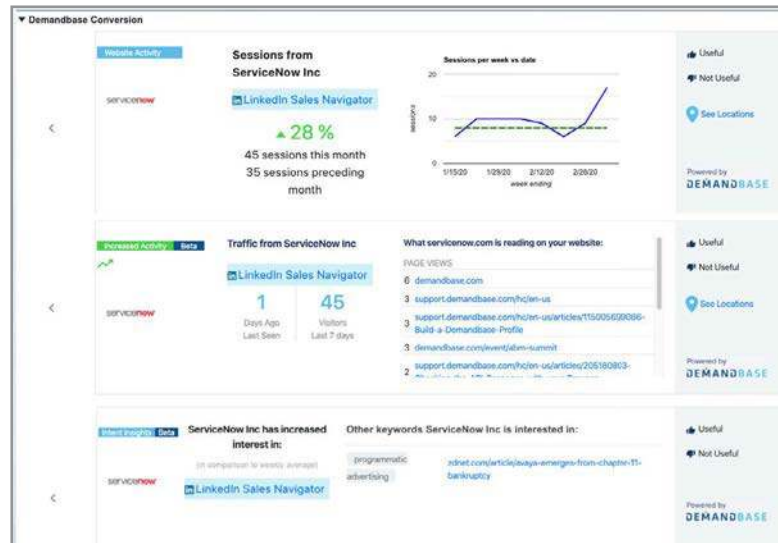 Demandbase Conversion
Website Activity
servicenow
Sessions from
ServiceNow Inc
LinkedIn Sales Navigator
28 %
45 sessions this month
35 sessions preceding
month
Sessions per week vs date
20
10
0
sessions
1/15/20 1/29/20 2/12/20 2/26/20
week ending
Useful
Not Useful
See Locations
Powered by
DEMANDBASE
Increased Activity Beta
servicenow
Traffic from ServiceNow Inc
LinkedIn Sales Navigator
1 45
Days Ago Visitors
Last Seen Last 7 days
What servicenow.com is reading on your website:
PAGE VIEWS
6 demandbase.com
3 support.demandbase.com/hc/en-us
3 support.demandbase.com/hc/en-us/articles/115005699086-
Build-a-Demandbase-Profile
3 demandbase.com/event/abm-summit
2 support.demandbase.com/hc/en-us/articles/205180803-
Useful
Not Useful
See Locations
Powered by
DEMANDBASE
Intent Insights Beta
servicenow
ServiceNow Inc has increased
interest in:
(in comparison to weekly average)
LinkedIn Sales Navigator
Other keywords ServiceNow Inc is interested in:
programmatic
advertising
zdnet.com/article/avaya-emerges-from-chapter-11-
bankruptcy
Useful
Not Useful
Powered by
DEMANDBASE